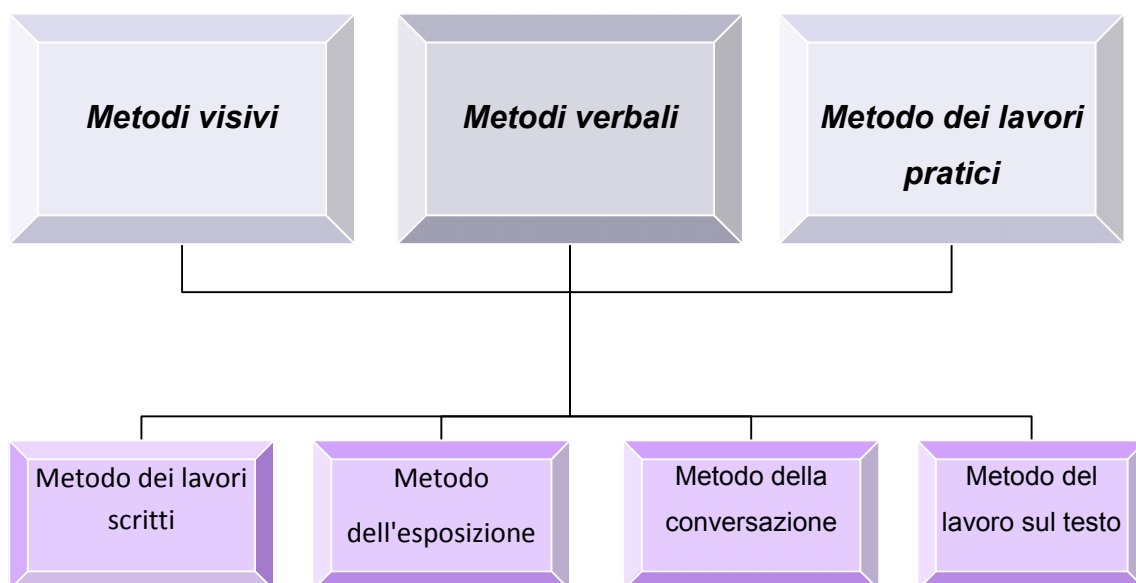 Metodi visivi
Metodi verbali
Metodo dei lavori
pratici
Metodo dei lavori
scritti
Metodo
dell'esposizione
Metodo della
conversazione
Metodo del
lavoro sul testo